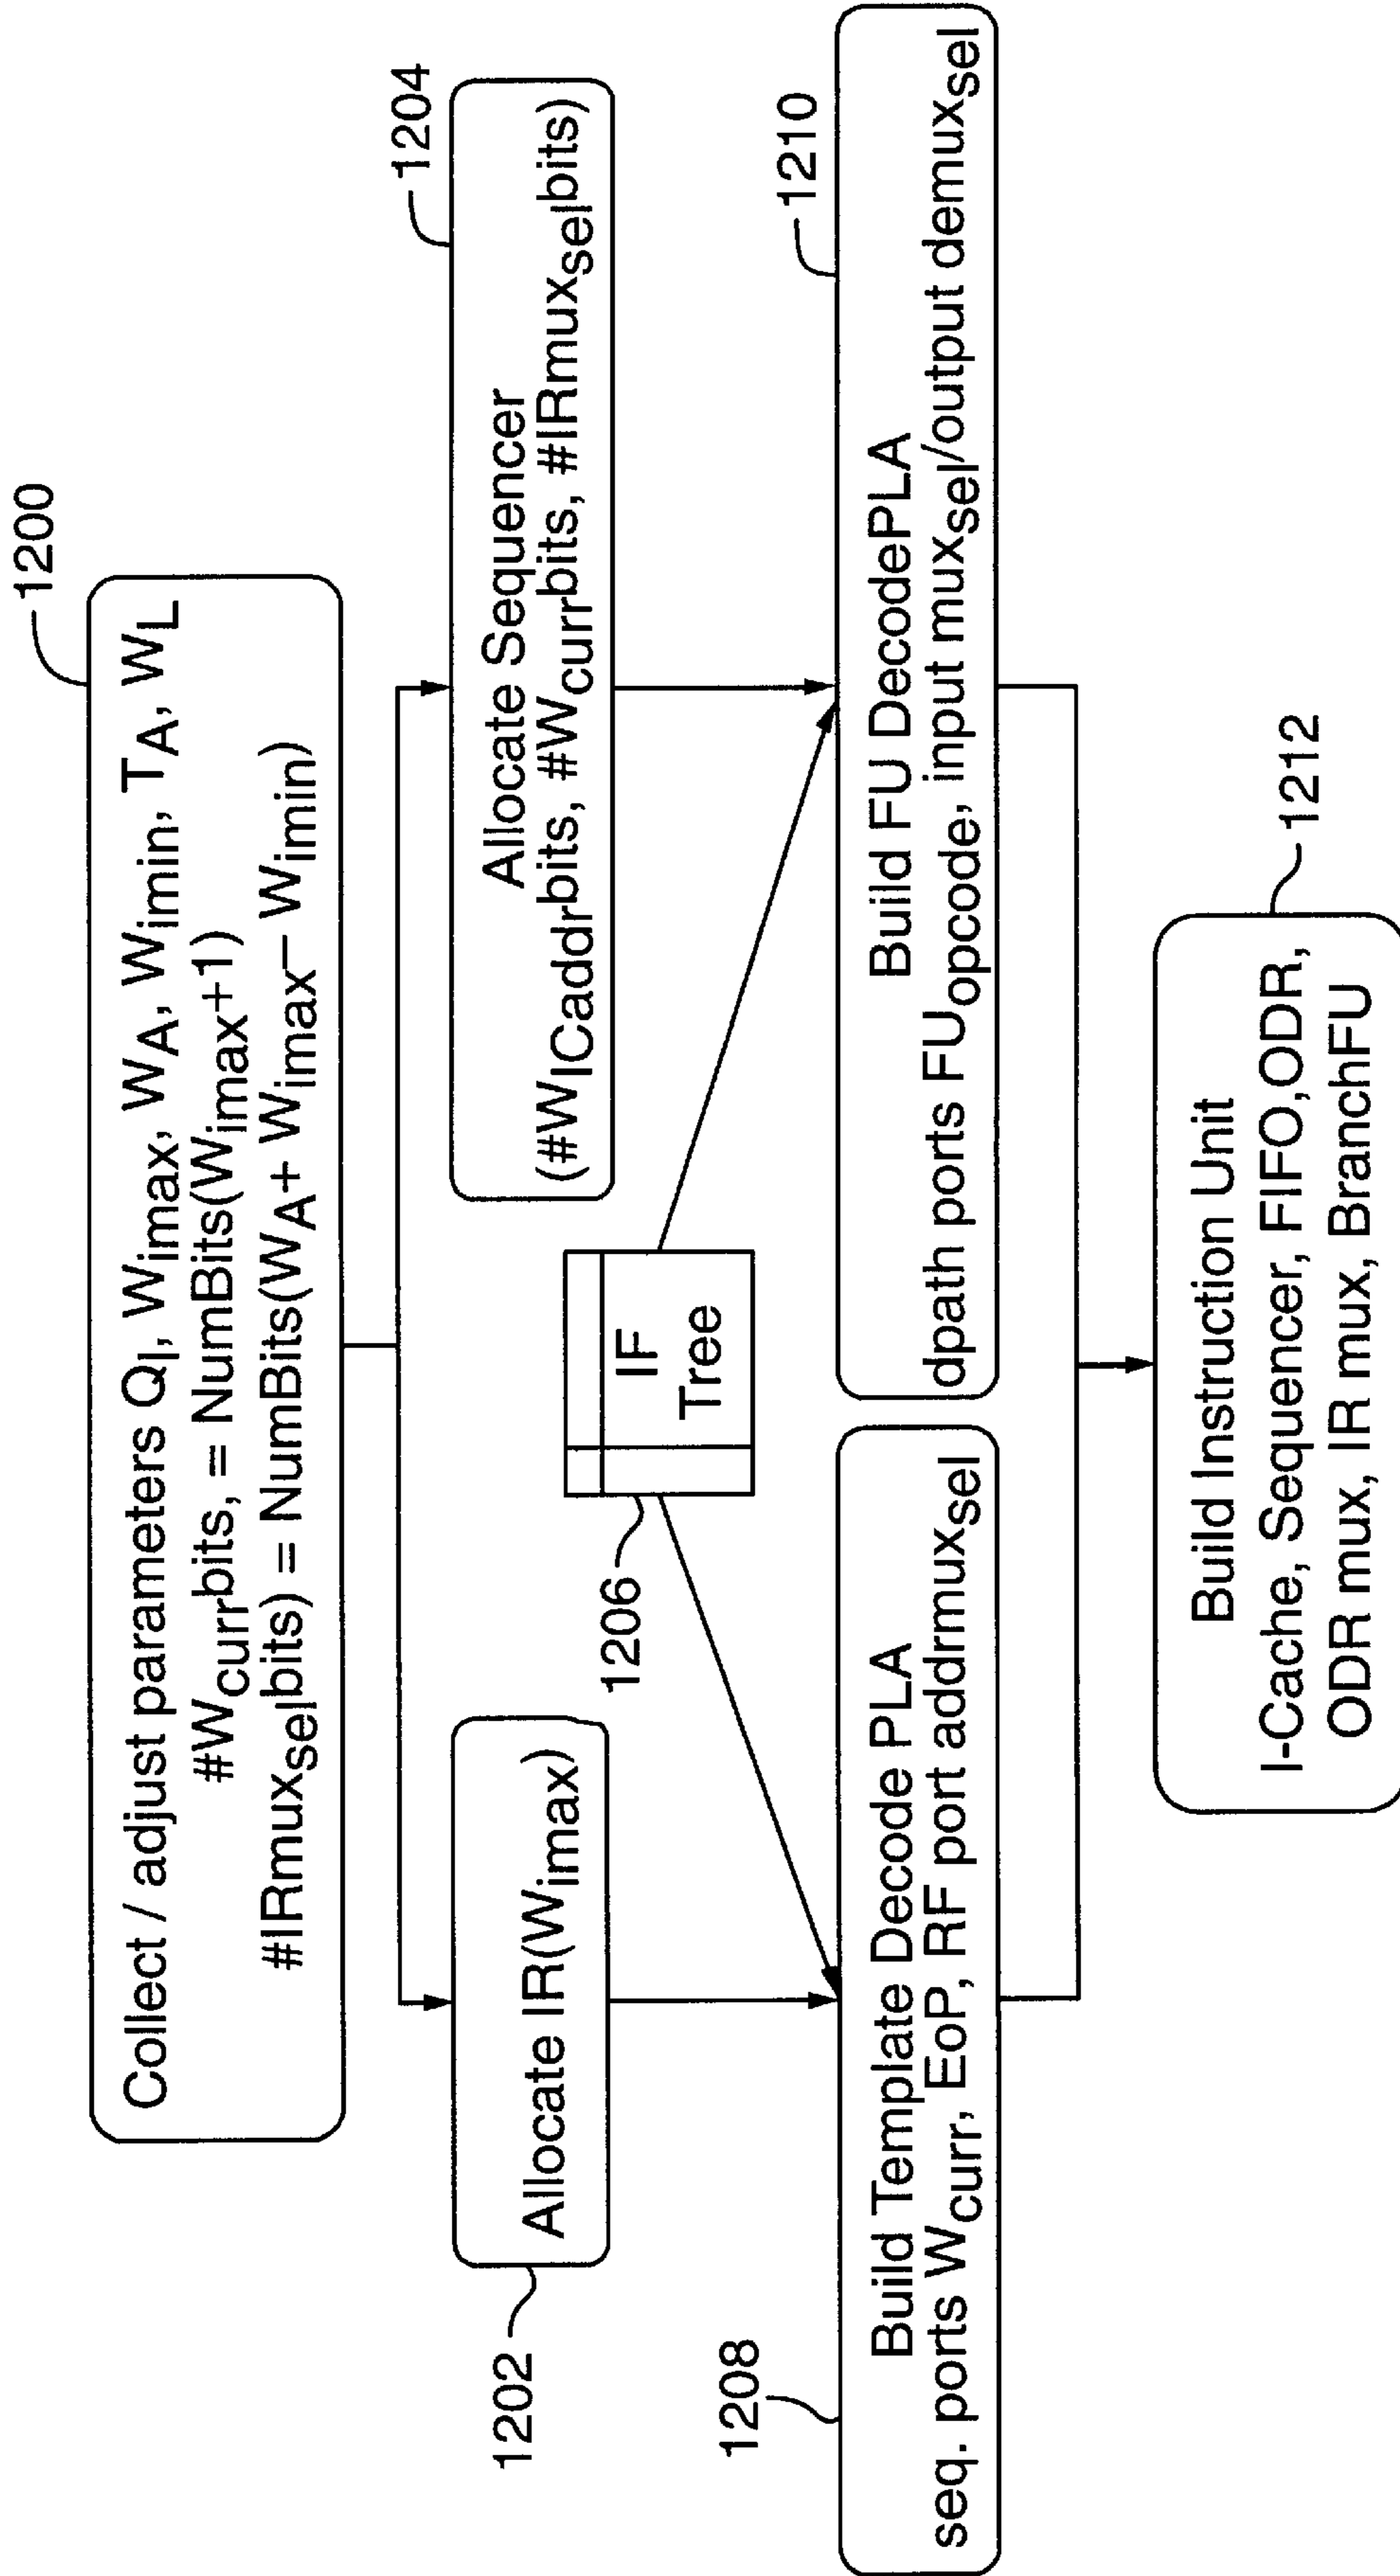 1200
Collect / adjust parameters QI, Wimax, WA, Wimin, TA, WL
#Wcurrbits, = NumBits(Wimax+1)
#IRmuxselbits) = NumBits(WA+ Wimax- Wimin)
1202
Allocate IR(Wimax)
1204
Allocate Sequencer
(#WICaddrbits, #Wcurrbits, #IRmuxselbits)
1206
IF
Tree
1208
Build Template Decode PLA
seq. ports Wcurr, EoP, RF port addrmuxsel
1210
Build FU DecodePLA
dpath ports FUopcode, input muxsel/output demuxsel
1212
Build Instruction Unit
I-Cache, Sequencer, FIFO,ODR,
ODR mux, IR mux, BranchFU